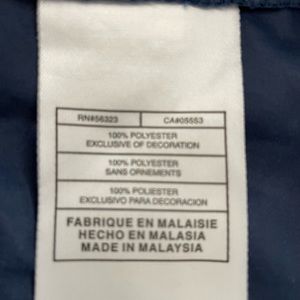 RN#56323 CA#05553
100% POLYESTER
EXCLUSIVE OF DECORATION
100% POLYESTER
SANS ORNEMENTS
100% POLIESTER
EXCLUSIVO PARA DECORACION
FABRIQUE EN MALAISIE
HECHO EN MALASIA
MADE IN MALAYSIA